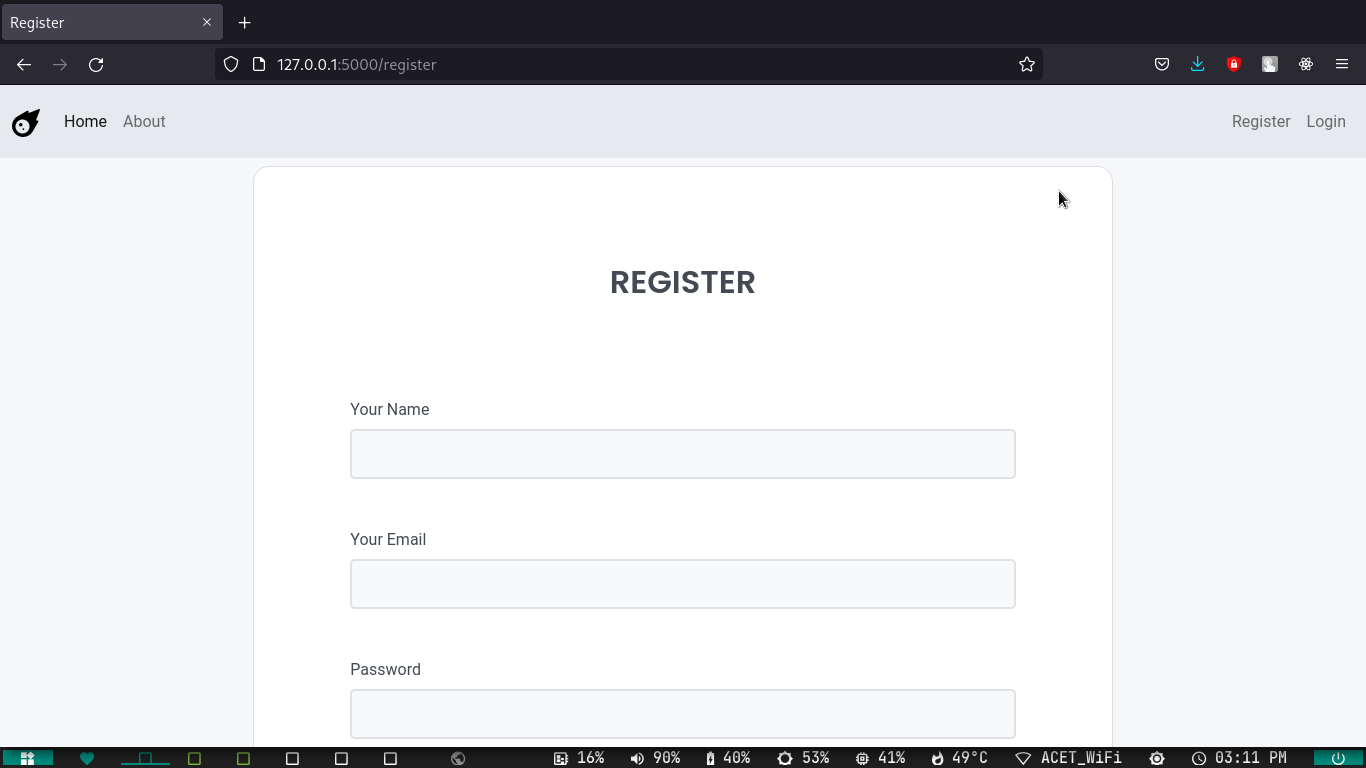 Register
127.0.0.1:5000/register
Home About Register Login
REGISTER
Your Name
Your Email
Password
16% 90% 40% 53% 41% 49°C ACET_WiFi 03:11 PM